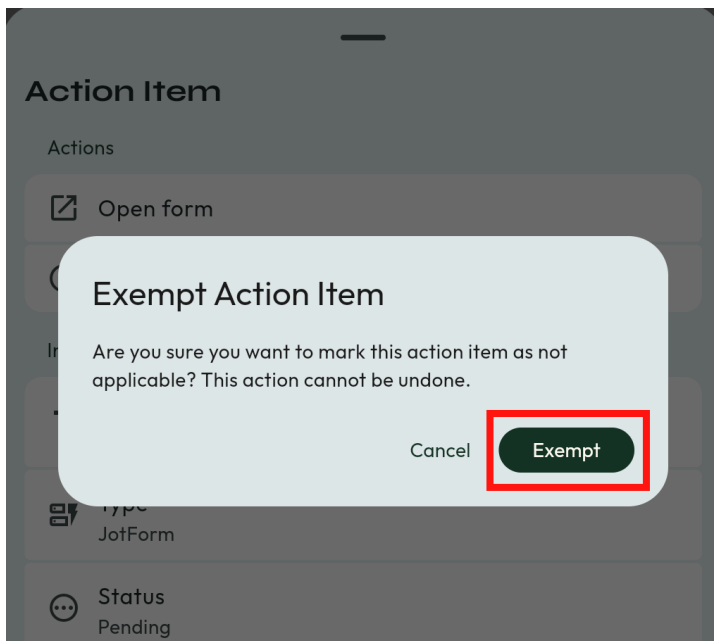 Action Item
Actions
Open form
Exempt Action Item
Are you sure you want to mark this action item as not
applicable? This action cannot be undone.
Cancel
Exempt
Type
JotForm
Status
Pending